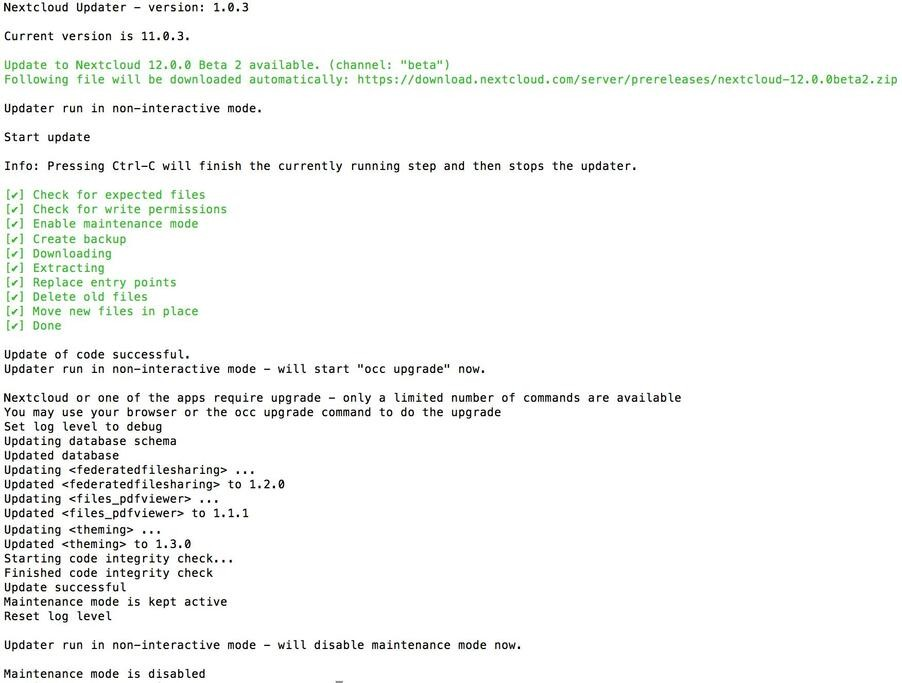 Nextcloud Updater - version: 1.0.3
Current version is 11.0.3.
Update to Nextcloud 12.0.0 Beta 2 available. (channel: "beta")
Following file will be downloaded automatically: https://download.nextcloud.com/server/prereleases/nextcloud-12.0.0beta2.zip
Updater run in non-interactive mode.
Start update
Info: Pressing Ctrl-C will finish the currently running step and then stops the updater.
[✔] Check for expected files
[✔] Check for write permissions
[✔] Enable maintenance mode
[✔] Create backup
[✔] Downloading
[✔] Extracting
[✔] Replace entry points
[✔] Delete old files
[✔] Move new files in place
[✔] Done
Update of code successful.
Updater run in non-interactive mode - will start "occ upgrade" now.
Nextcloud or one of the apps require upgrade - only a limited number of commands are available
You may use your browser or the occ upgrade command to do the upgrade
Set log level to debug
Updating database schema
Updated database
Updating <federatedfilesharing> ...
Updated <federatedfilesharing> to 1.2.0
Updating <files_pdfviewer> ...
Updated <files_pdfviewer> to 1.1.1
Updating <theming> ...
Updated <theming> to 1.3.0
Starting code integrity check...
Finished code integrity check
Update successful
Maintenance mode is kept active
Reset log level
Updater run in non-interactive mode - will disable maintenance mode now.
Maintenance mode is disabled